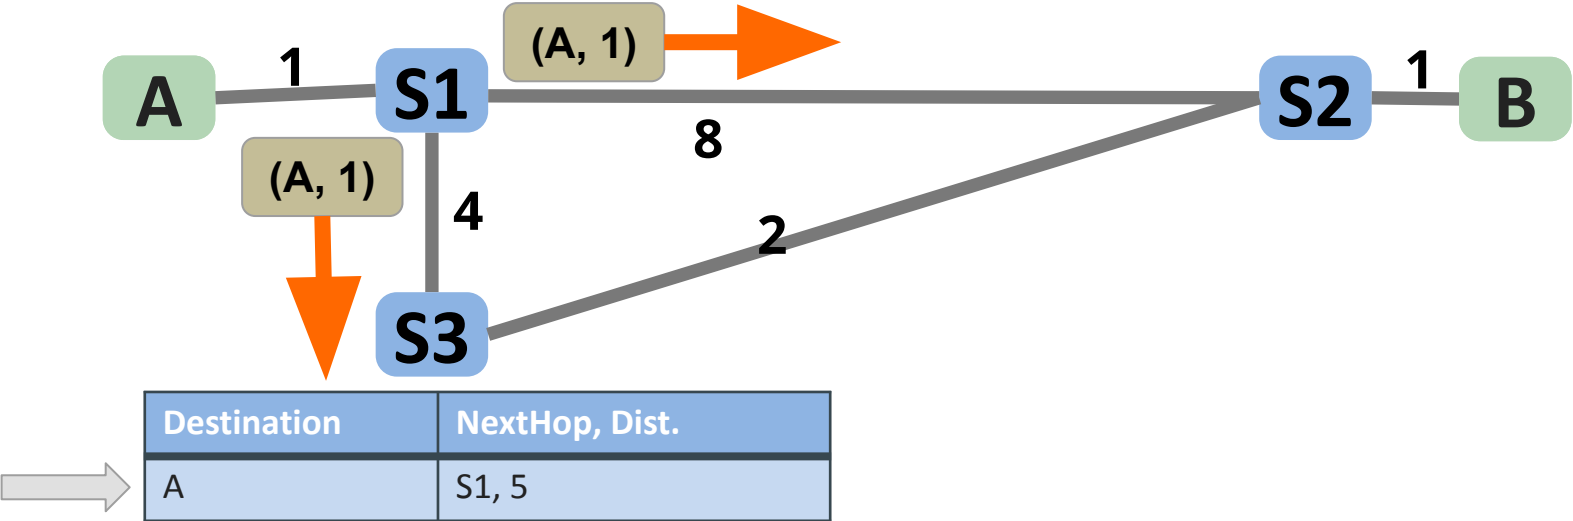 (A, 1)
A
1
S1
S2
1
B
8
(A, 1)
4
2
S3
Destination
NextHop, Dist.
A
S1, 5